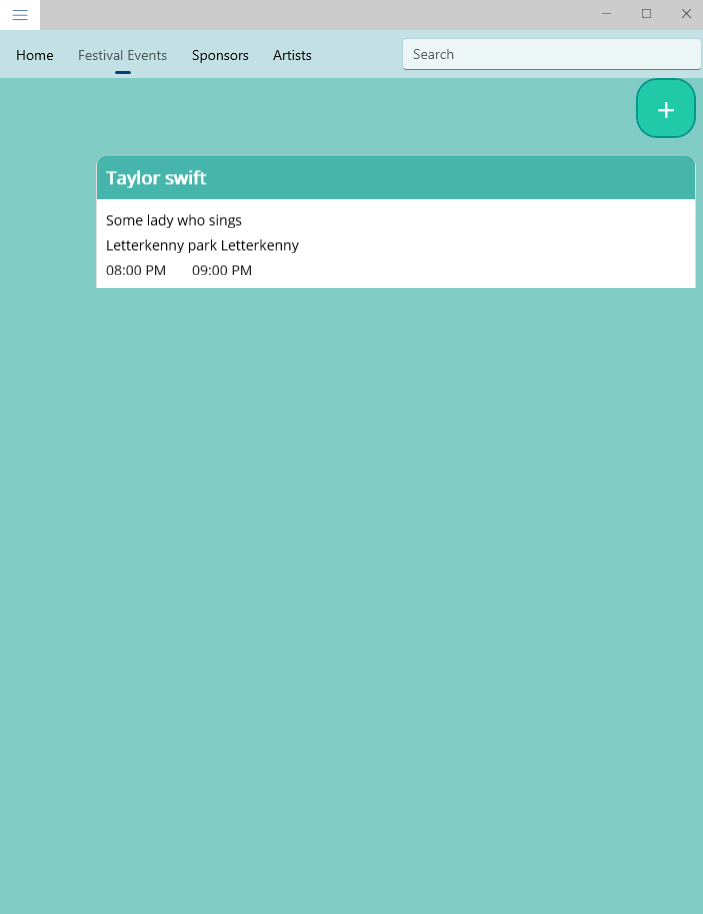 Home Festival Events Sponsors Artists Search
+
Taylor swift
Some lady who sings
Letterkenny park Letterkenny
08:00 PM 09:00 PM